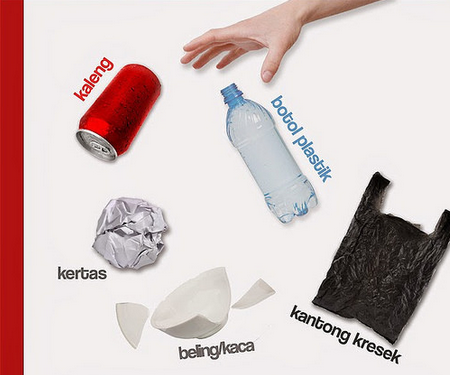 kaleng
botol plastik
kertas
beling/kaca
kantong kresek